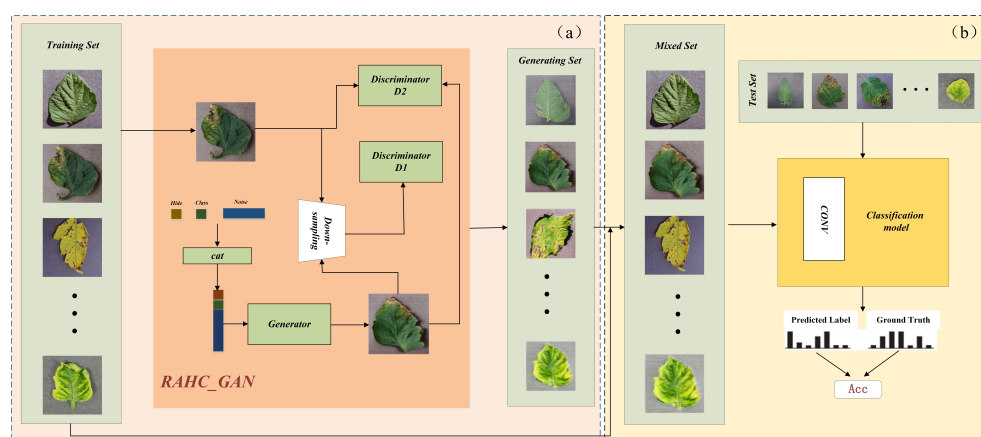 (a)
Training Set
Discriminator
D2
Discriminator
D1
Hide
Class
Noise
Down-
sampling
cat
Generator
RAHC_GAN
Generating Set
(b)
Mixed Set
Test Set
CONV
Classification
model
Predicted Label
Ground Truth
Acc